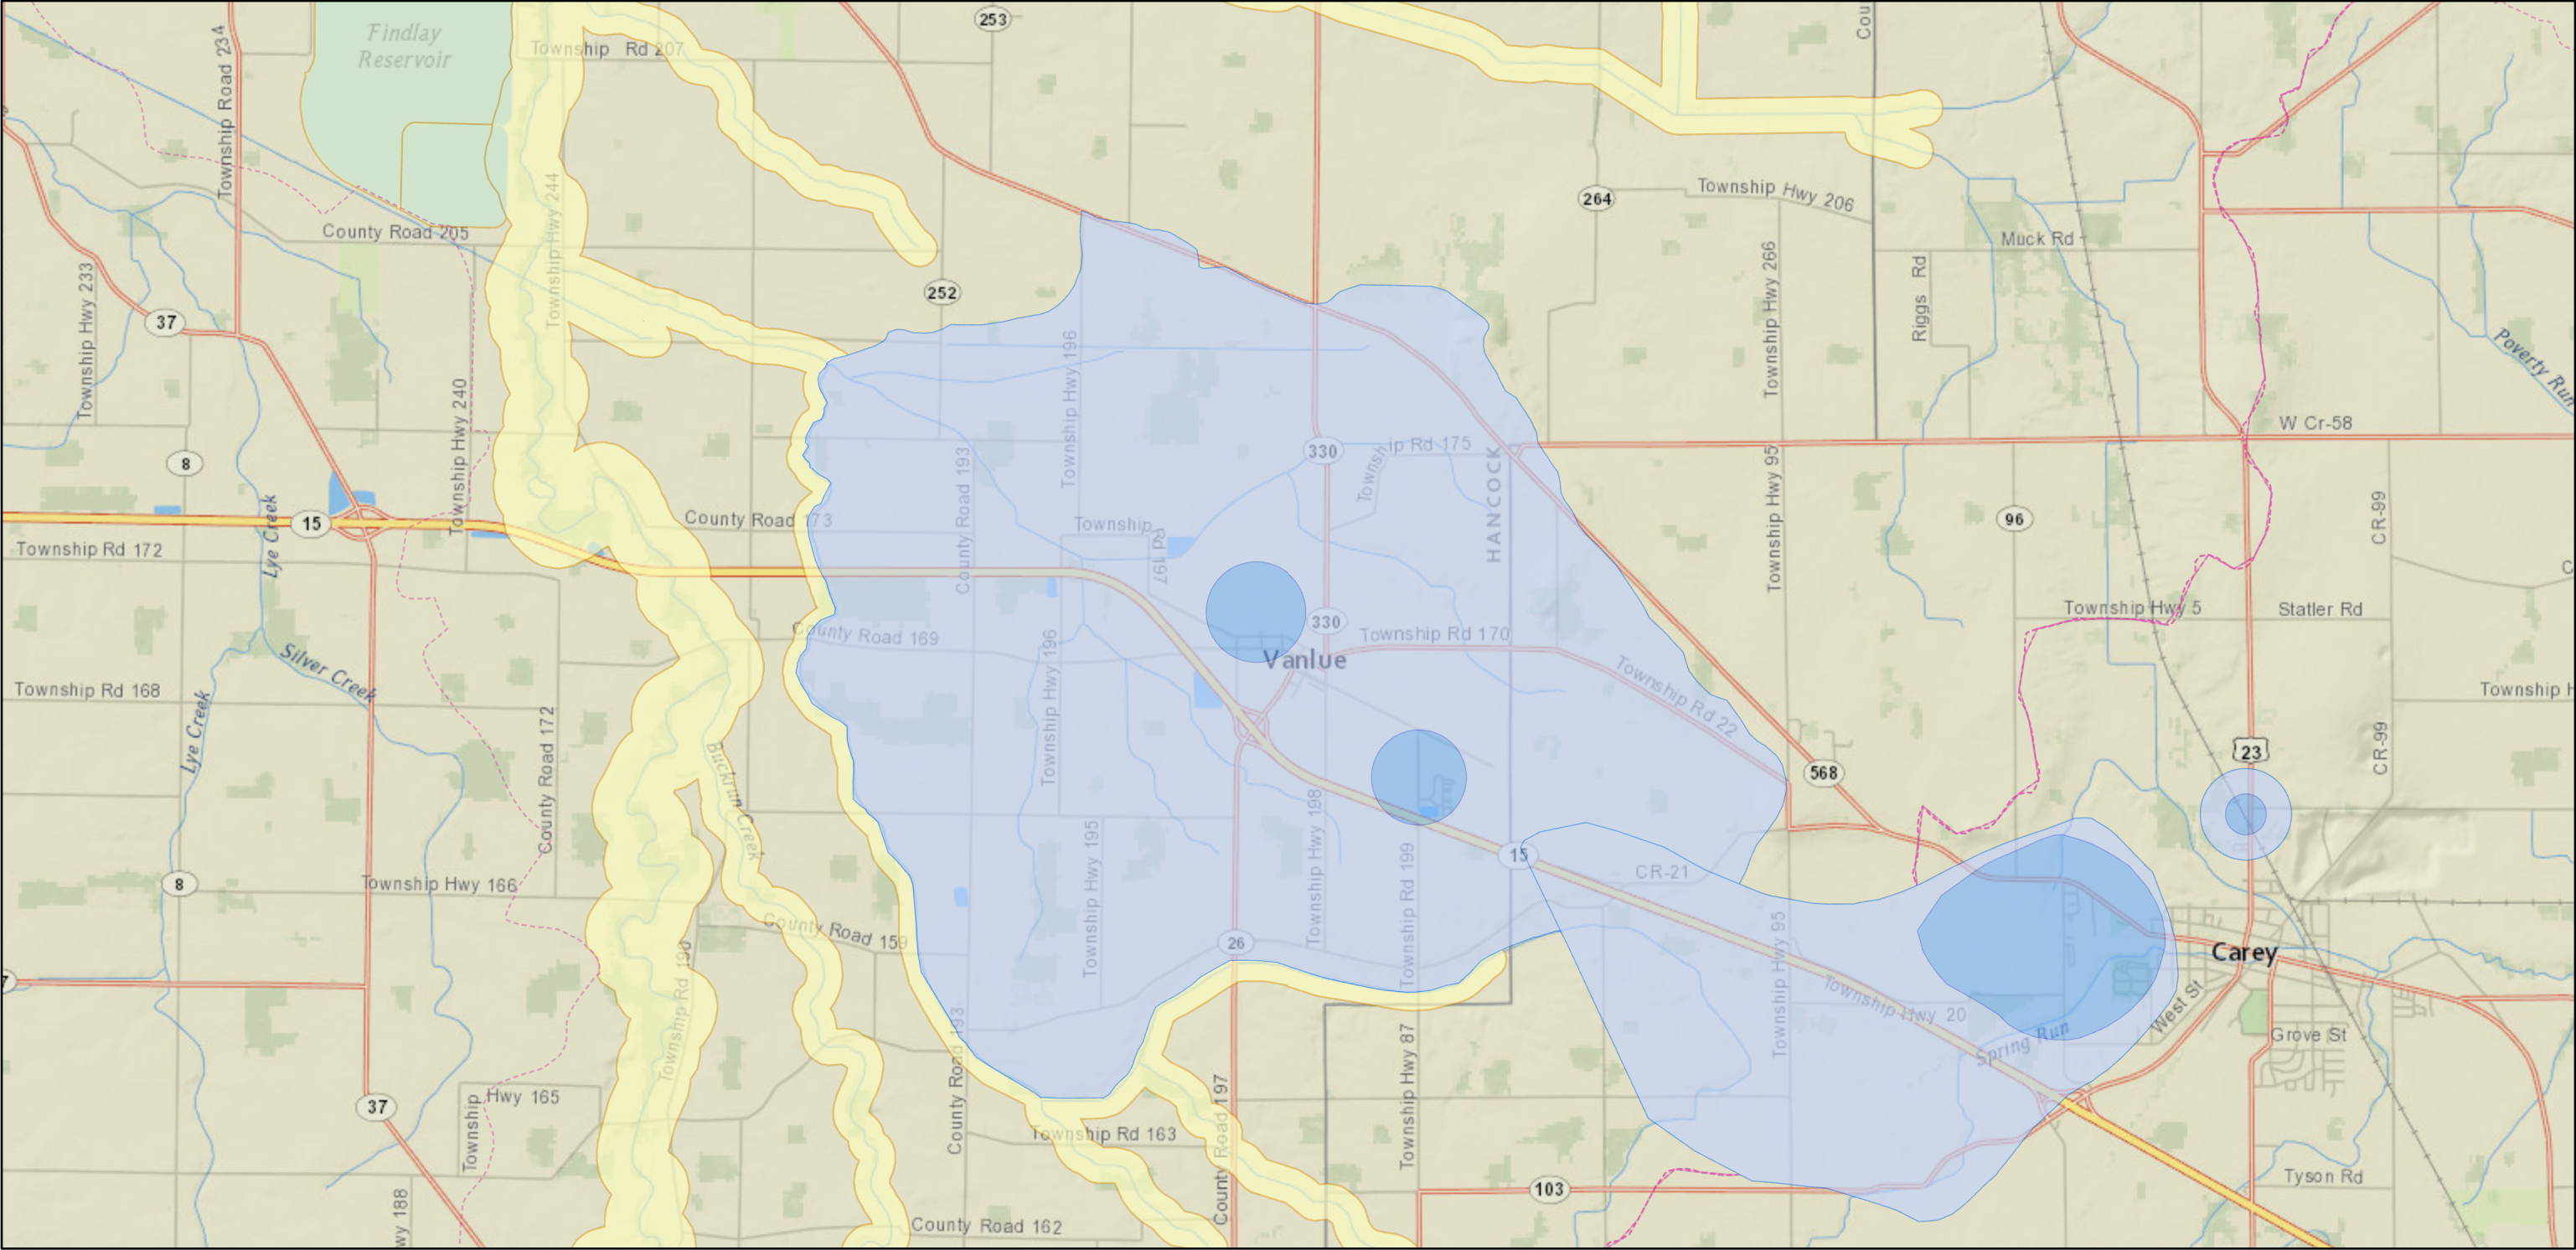 Findlay
Reservoir
253
Cou
Township Rd 207
Township Road 234
County Road 205
Township Hwy 244
Township Hwy 233
37
252
264
Township Hwy 206
Muck Rd
Riggs Rd
Township Hwy 266
Township Hwy 196
Poverty Run
W Cr-58
Township Hwy 240
8
330
Township Rd 175
HANCOCK
County Road 193
Township Hwy 95
96
CR-99
15
Lye Creek
County Road 173
Township Rd 197
Township Rd 172
County Road 169
330
Township Rd 170
Vanlue
Township Hwy 5
Statler Rd
Township Rd 168
Silver Creek
Lye Creek
County Road 172
Township Hwy 196
Township Rd 22
Township H
CR-99
23
568
Buckrun Creek
Township Hwy 198
15
CR-21
8
Township Hwy 166
County Road 159
Township Hwy 195
26
Township Rd 199
Township Hwy 95
Carey
7
Township Rd 190
Township Hwy 20
Spring Run
West St
Grove St
County Road 193
Township Hwy 87
37
Township Hwy 165
Township Rd 163
County Road 197
103
Tyson Rd
wy 188
County Road 162